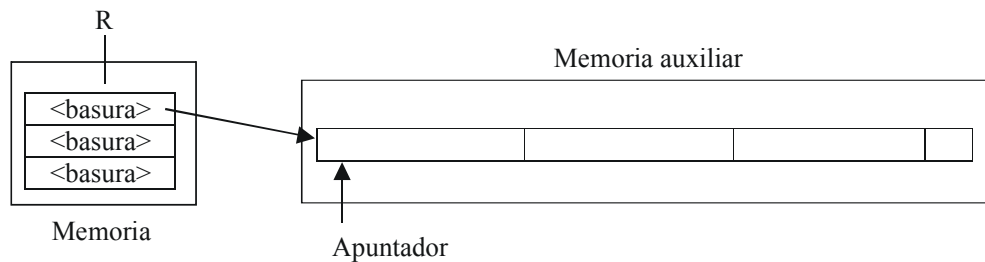 R
Memoria auxiliar
<basura>
<basura>
<basura>
Memoria
Apuntador